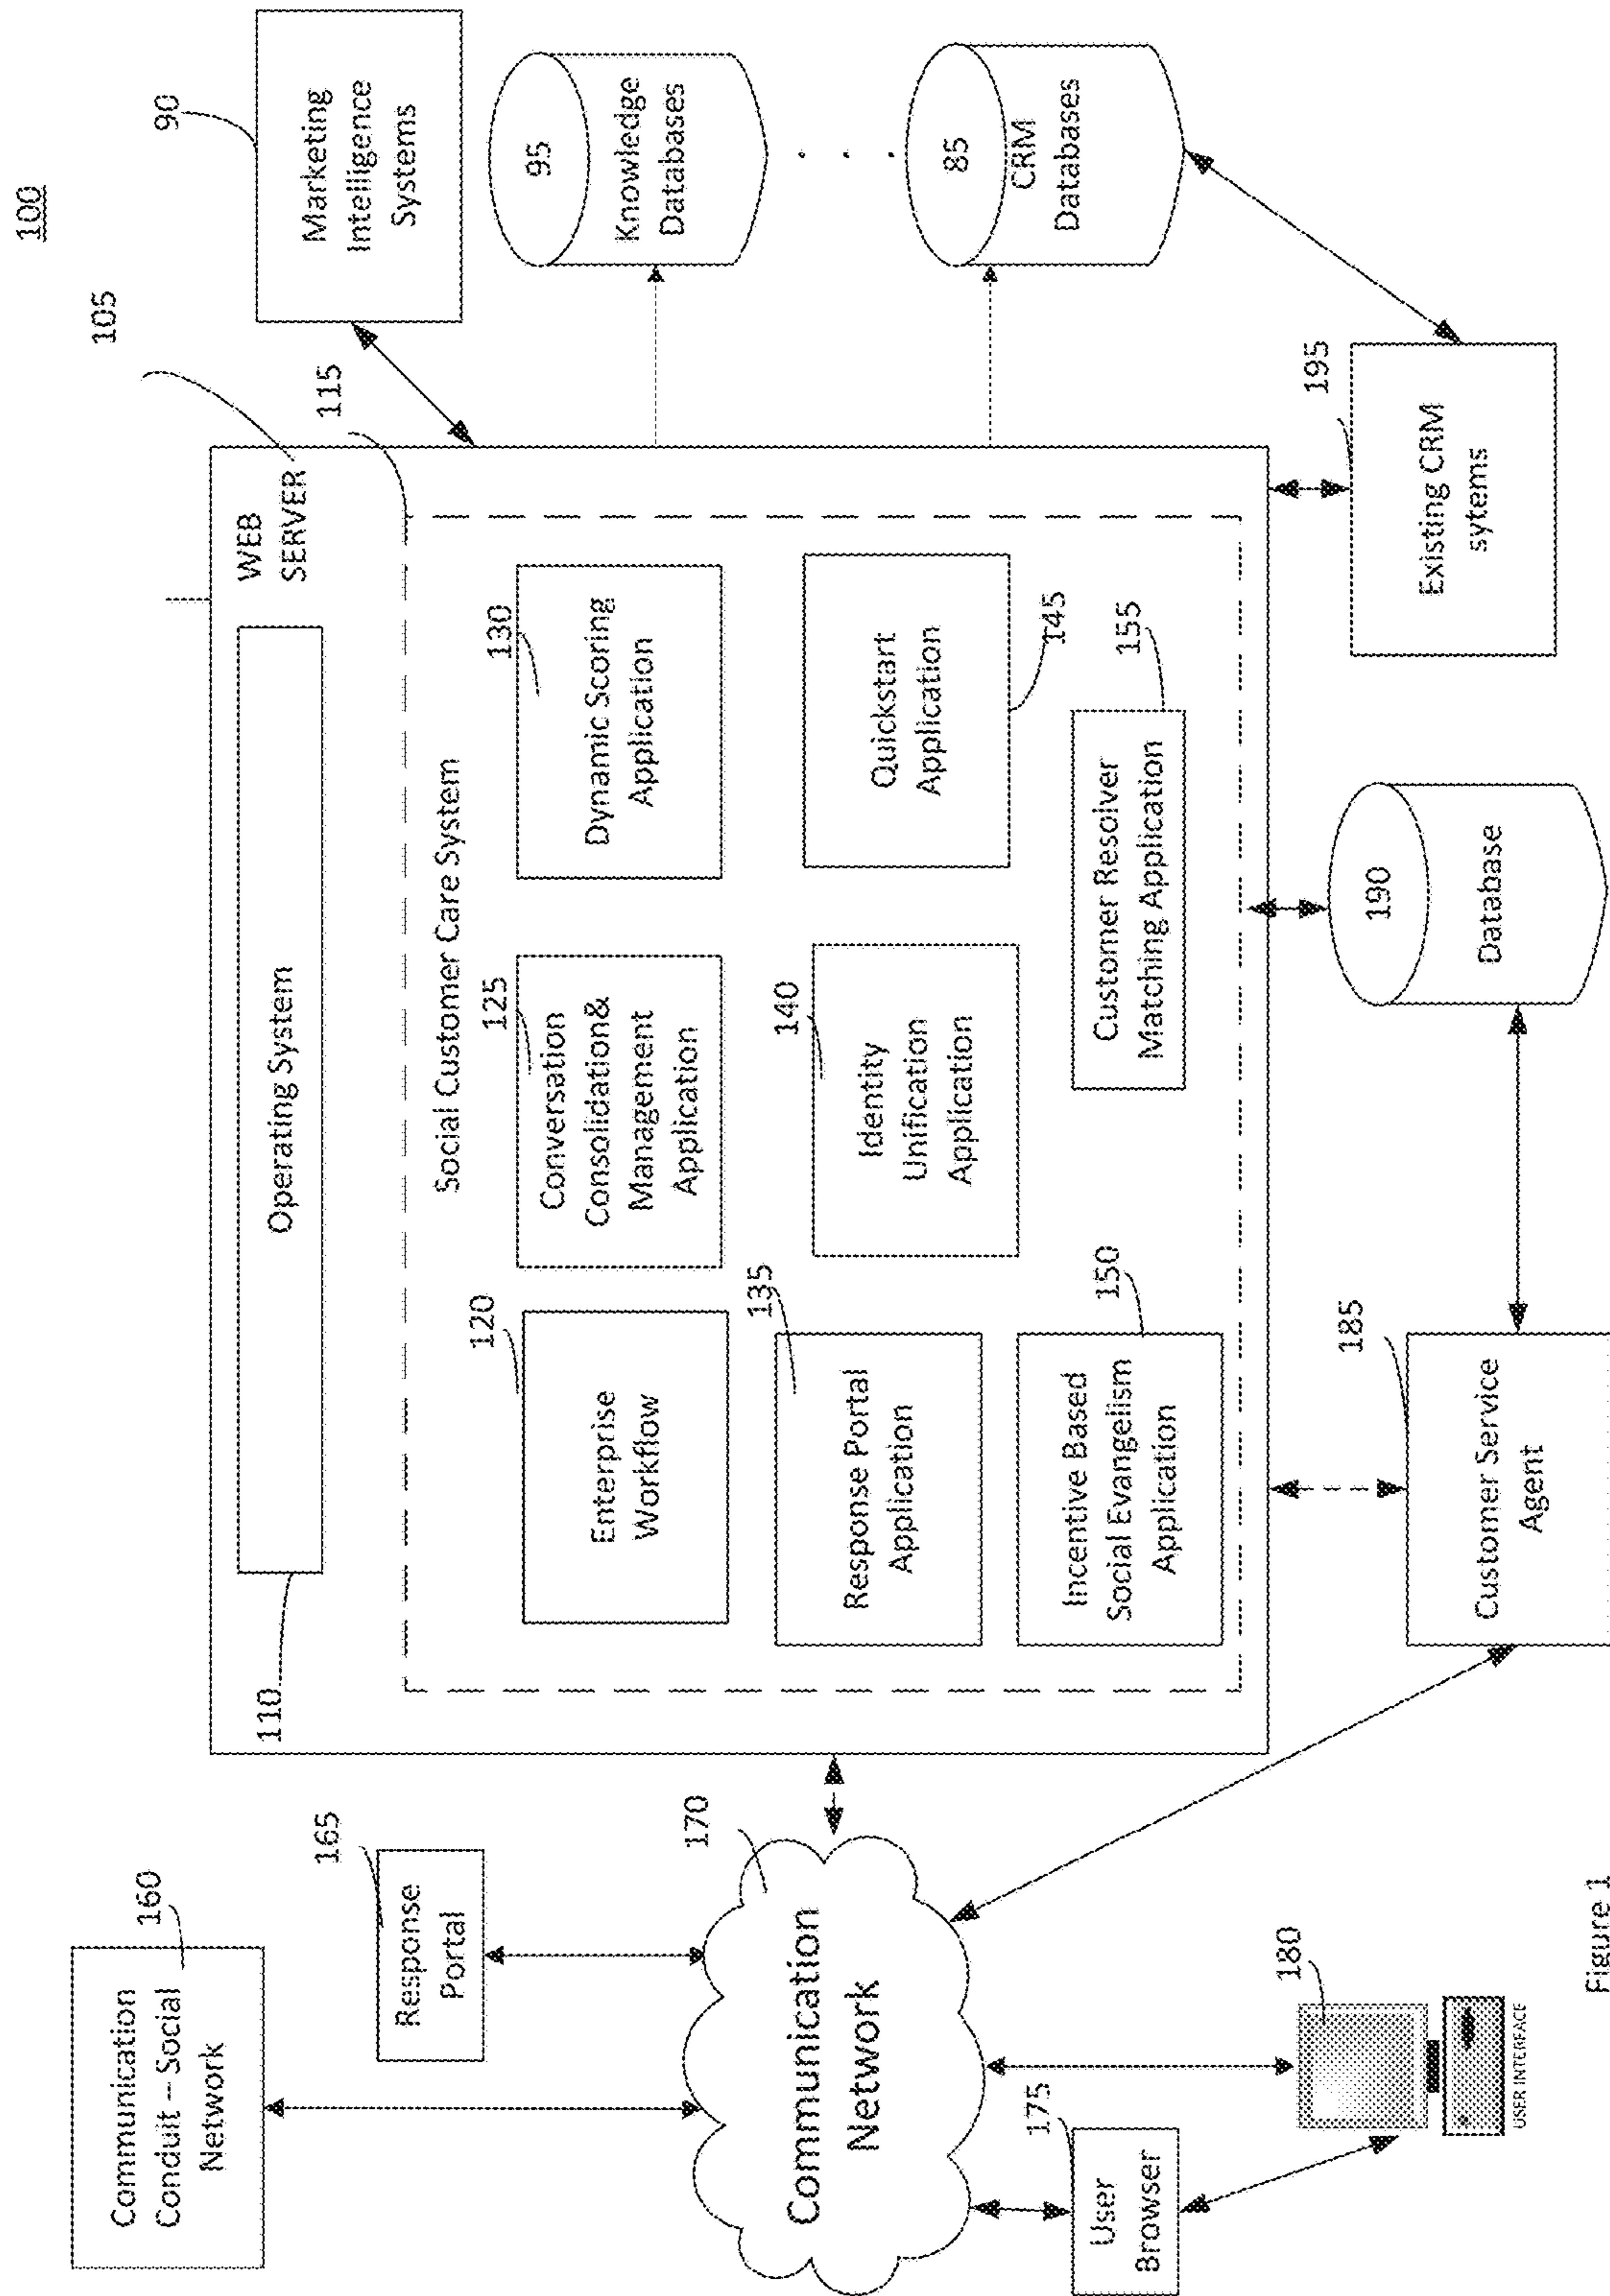 100
Communication
Conduit – Social
Network
160
Response
Portal
165
Communication
Network
170
User
Browser
175
180
USER INTERFACE
105
WEB
SERVER
Operating System
110
115
Social Customer Care System
Enterprise
Workflow
120
Conversation
Consolidation&
Management
Application
125
Dynamic Scoring
Application
130
Response Portal
Application
135
Identity
Unification
Application
140
Quickstart
Application
145
Incentive Based
Social Evangelism
Application
150
Customer Resolver
Matching Application
155
Marketing
Intelligence
Systems
90
95
Knowledge
Databases
85
CRM
Databases
Customer Service
Agent
185
190
Database
Existing CRM
sytems
195
Figure 1